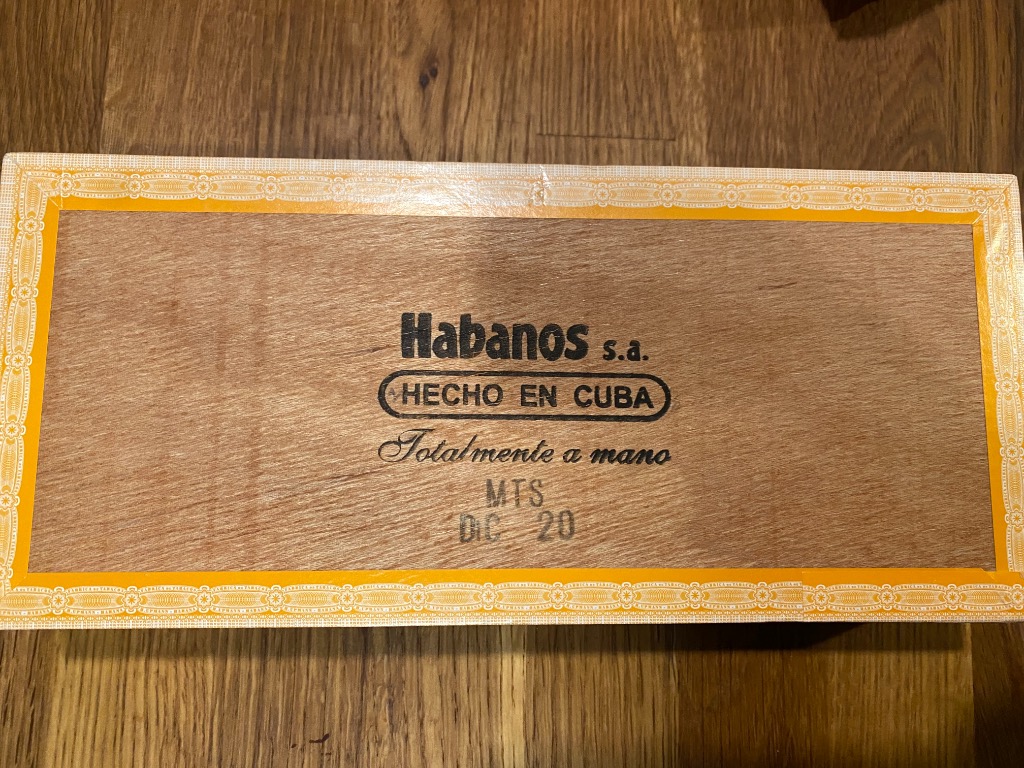 Habanos s.a.
HECHO EN CUBA
Totalmente a mano
MTS
DIC 20